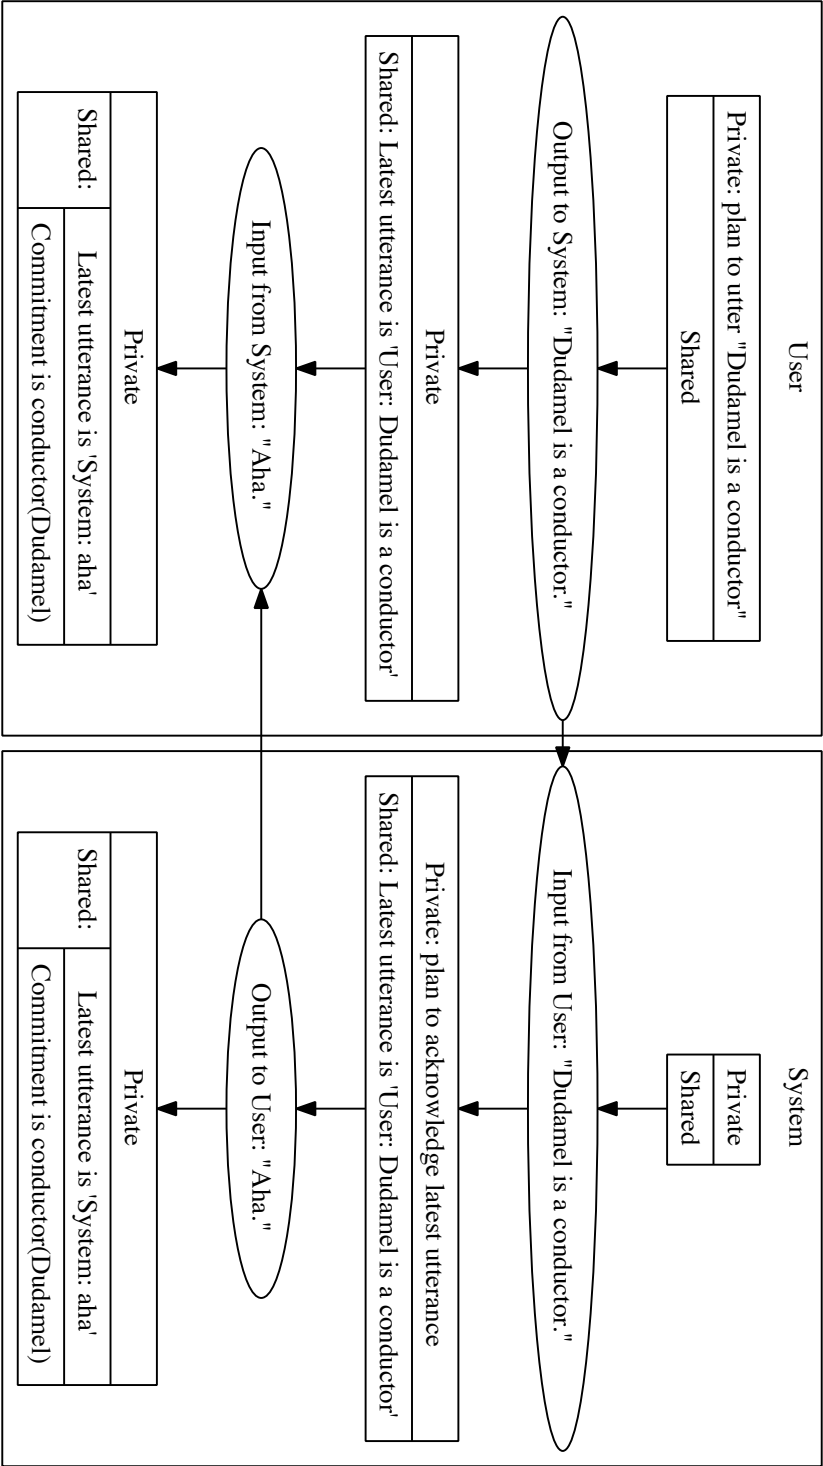 User
Private: plan to utter "Dudamel is a conductor"
Shared
Output to System: "Dudamel is a conductor."
Private
Shared: Latest utterance is 'User: Dudamel is a conductor'
Input from System: "Aha."
Private
Shared:
Latest utterance is 'System: aha'
Commitment is conductor(Dudamel)
System
Private
Shared
Input from User: "Dudamel is a conductor."
Private: plan to acknowledge latest utterance
Shared: Latest utterance is 'User: Dudamel is a conductor'
Output to User: "Aha."
Private
Shared:
Latest utterance is 'System: aha'
Commitment is conductor(Dudamel)